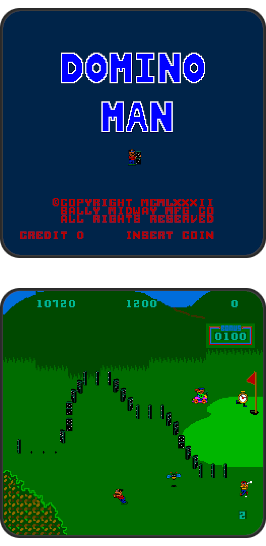 DOMINO
MAN
©COPYRIGHT MCMLXXXII
BALLY MIDWAY MFG CO
ALL RIGHTS RESERVED
CREDIT 0 INSERT COIN
10720 1200 0
0100
2